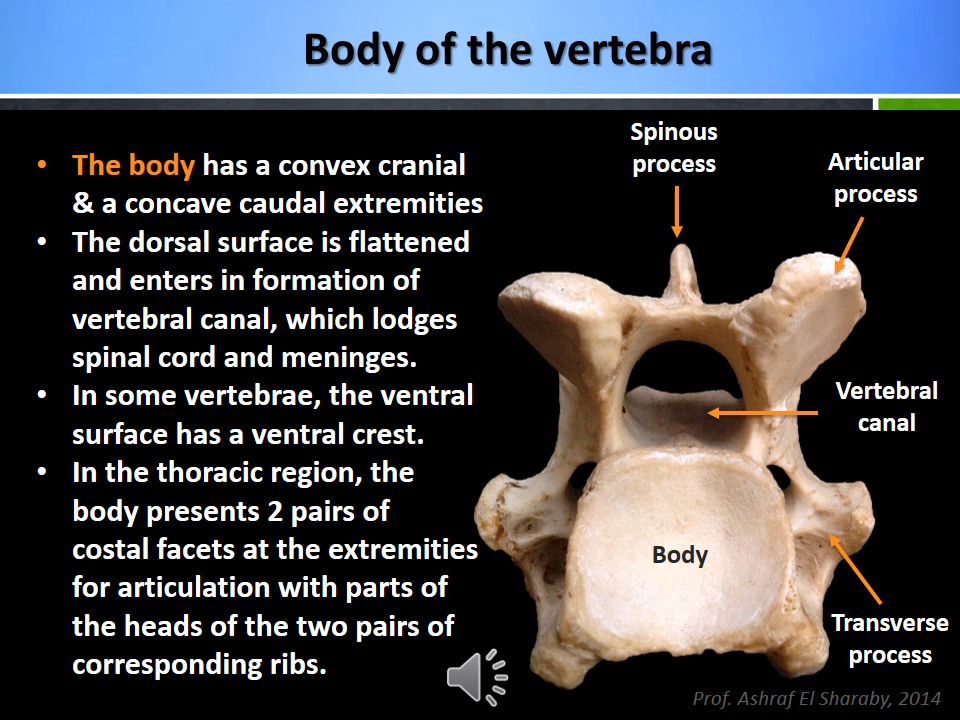 Body of the vertebra
• The body has a convex cranial
& a concave caudal extremities
• The dorsal surface is flattened
and enters in formation of
vertebral canal, which lodges
spinal cord and meninges.
• In some vertebrae, the ventral
surface has a ventral crest.
• In the thoracic region, the
body presents 2 pairs of
costal facets at the extremities
for articulation with parts of
the heads of the two pairs of
corresponding ribs.
Spinous
process
Articular
process
Vertebral
canal
Body
Transverse
process
Prof. Ashraf El Sharaby, 2014